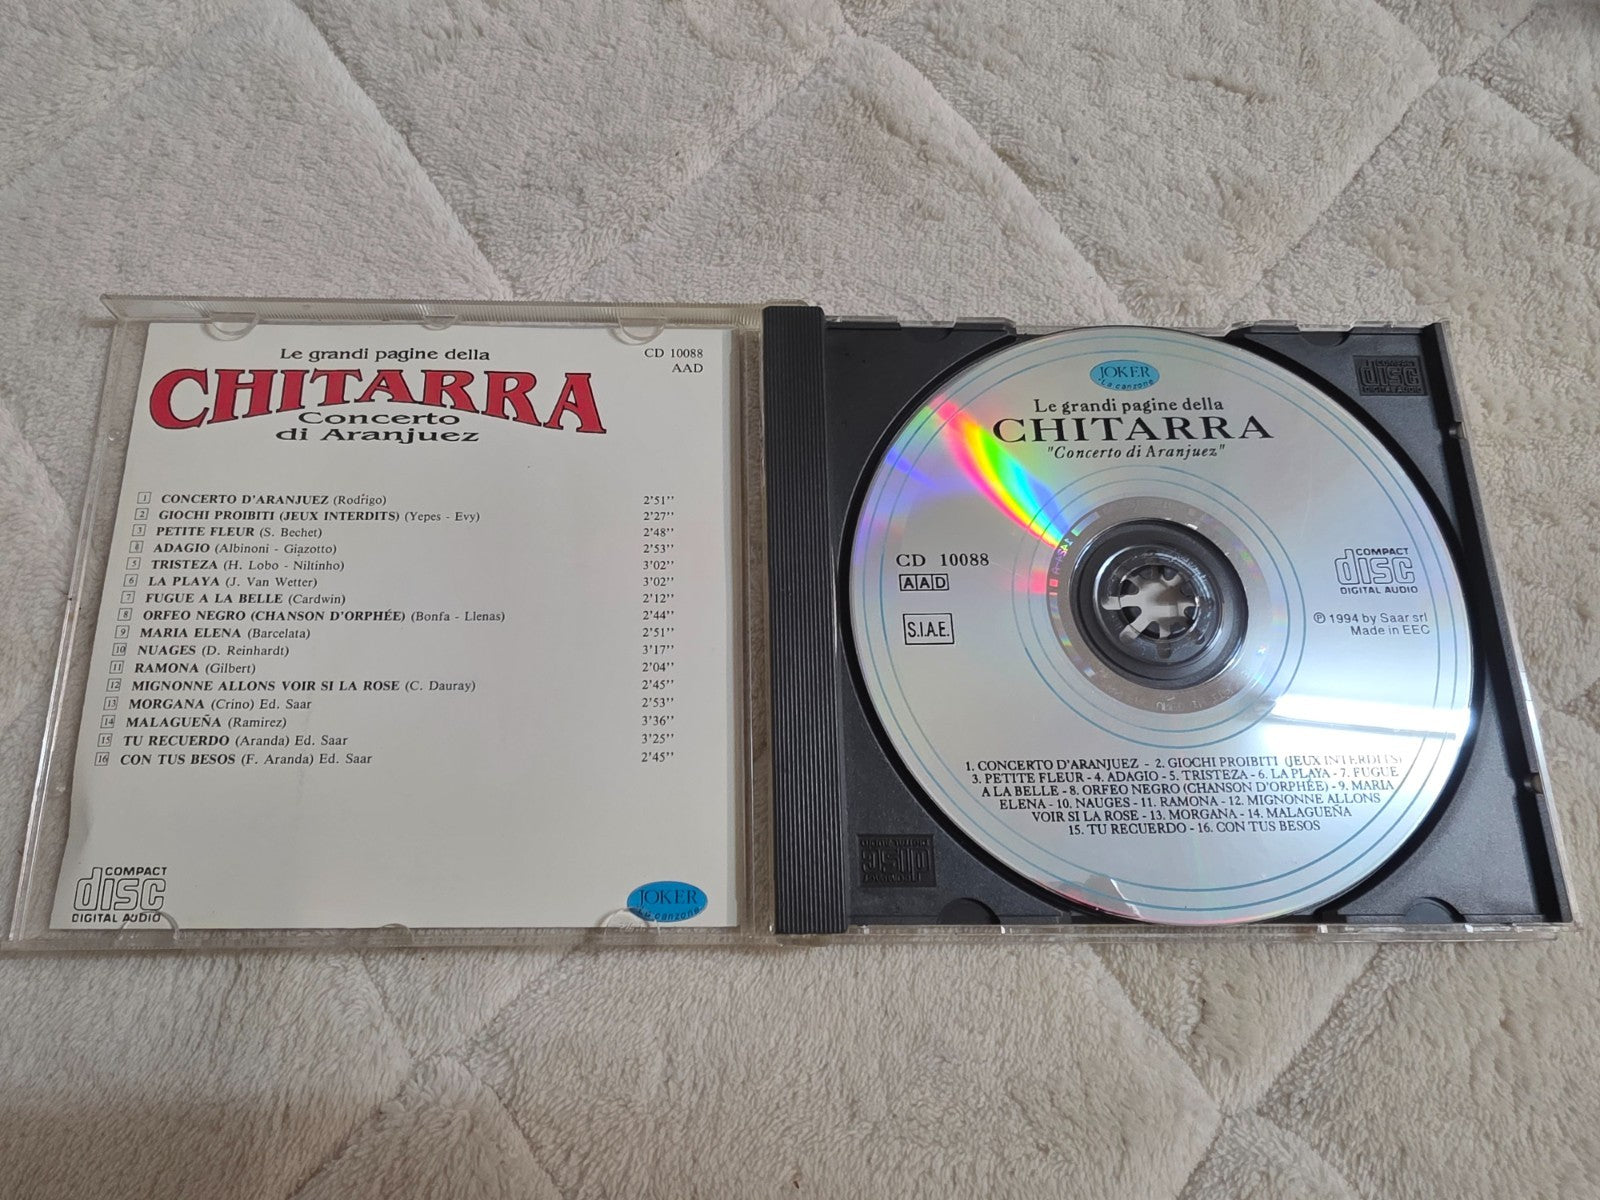 Le grandi pagine della
CHITARRA
Concerto
di Aranjuez
CD 10088
AAD
1 CONCERTO D'ARANJUEZ (Rodrigo) 2'51''
2 GIOCHI PROIBITI (JEUX INTERDITS) (Yepes - Evy) 2'27''
3 PETITE FLEUR (S. Bechet) 2'48''
4 ADAGIO (Albinoni - Giazotto) 2'53''
5 TRISTEZA (H. Lobo - Niltinho) 3'02''
6 LA PLAYA (J. Van Wetter) 3'02''
7 FUGUE A LA BELLE (Cardwin) 2'12''
8 ORFEO NEGRO (CHANSON D'ORPHÉE) (Bonfa - Llenas) 2'44''
9 MARIA ELENA (Barcelata) 2'51''
10 NUAGES (D. Reinhardt) 3'17''
11 RAMONA (Gilbert) 2'04''
12 MIGNONNE ALLONS VOIR SI LA ROSE (C. Dauray) 2'45''
13 MORGANA (Crino) Ed. Saar 2'53''
14 MALAGUEÑA (Ramirez) 3'36''
15 TU RECUERDO (Aranda) Ed. Saar 3'25''
16 CON TUS BESOS (F. Aranda) Ed. Saar 2'45''
COMPACT
disc
DIGITAL AUDIO
JOKER
La canzone
JOKER
La canzone
Le grandi pagine della
CHITARRA
"Concerto di Aranjuez"
CD 10088
AAD
S.I.A.E.
COMPACT
disc
DIGITAL AUDIO
℗ 1994 by Saar srl
Made in EEC
1. CONCERTO D'ARANJUEZ - 2. GIOCHI PROIBITI (JEUX INTERDITS)
3. PETITE FLEUR - 4. ADAGIO - 5. TRISTEZA - 6. LA PLAYA - 7. FUGUE
A LA BELLE - 8. ORFEO NEGRO (CHANSON D'ORPHÉE) - 9. MARIA
ELENA - 10. NAUGES - 11. RAMONA - 12. MIGNONNE ALLONS
VOIR SI LA ROSE - 13. MORGANA - 14. MALAGUEÑA
15. TU RECUERDO - 16. CON TUS BESOS
COMPACT
disc
DIGITAL AUDIO
COMPACT
disc
DIGITAL AUDIO